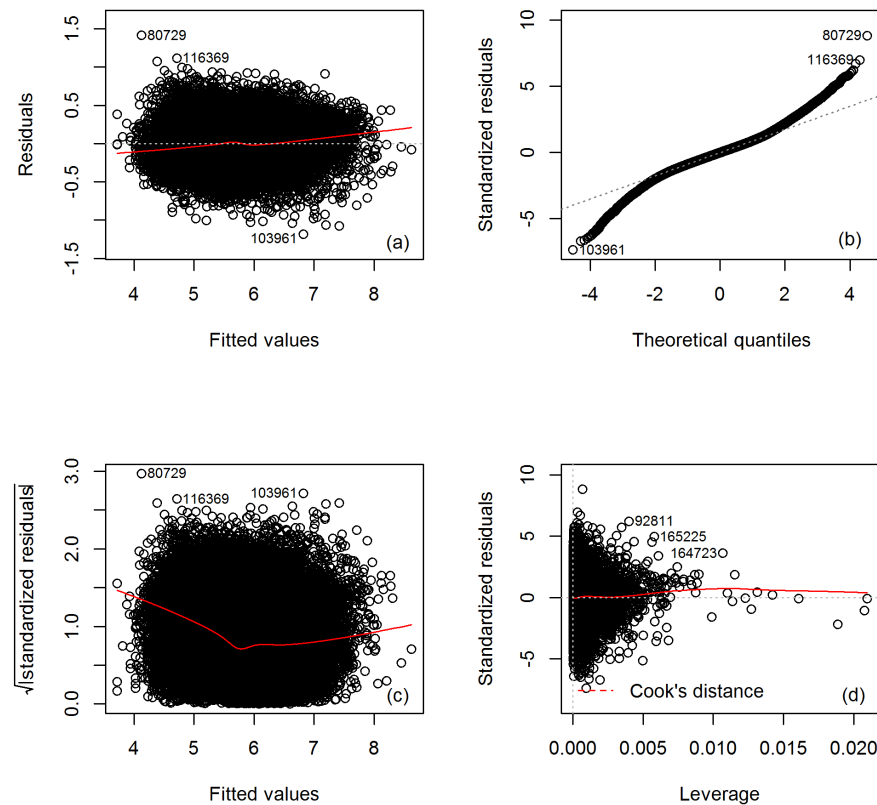 1.5
0.5
-0.5
-1.5
Residuals
80729
116369
103961
(a)
4 5 6 7 8
Fitted values
10
5
0
-5
Standardized residuals
80729
116369
103961
(b)
-4 -2 0 2 4
Theoretical quantiles
3.0
2.0
1.0
0.0
√|standardized residuals|
80729
116369
103961
(c)
4 5 6 7 8
Fitted values
10
5
0
-5
Standardized residuals
92811
165225
164723
Cook's distance
(d)
0.000 0.005 0.010 0.015 0.020
Leverage